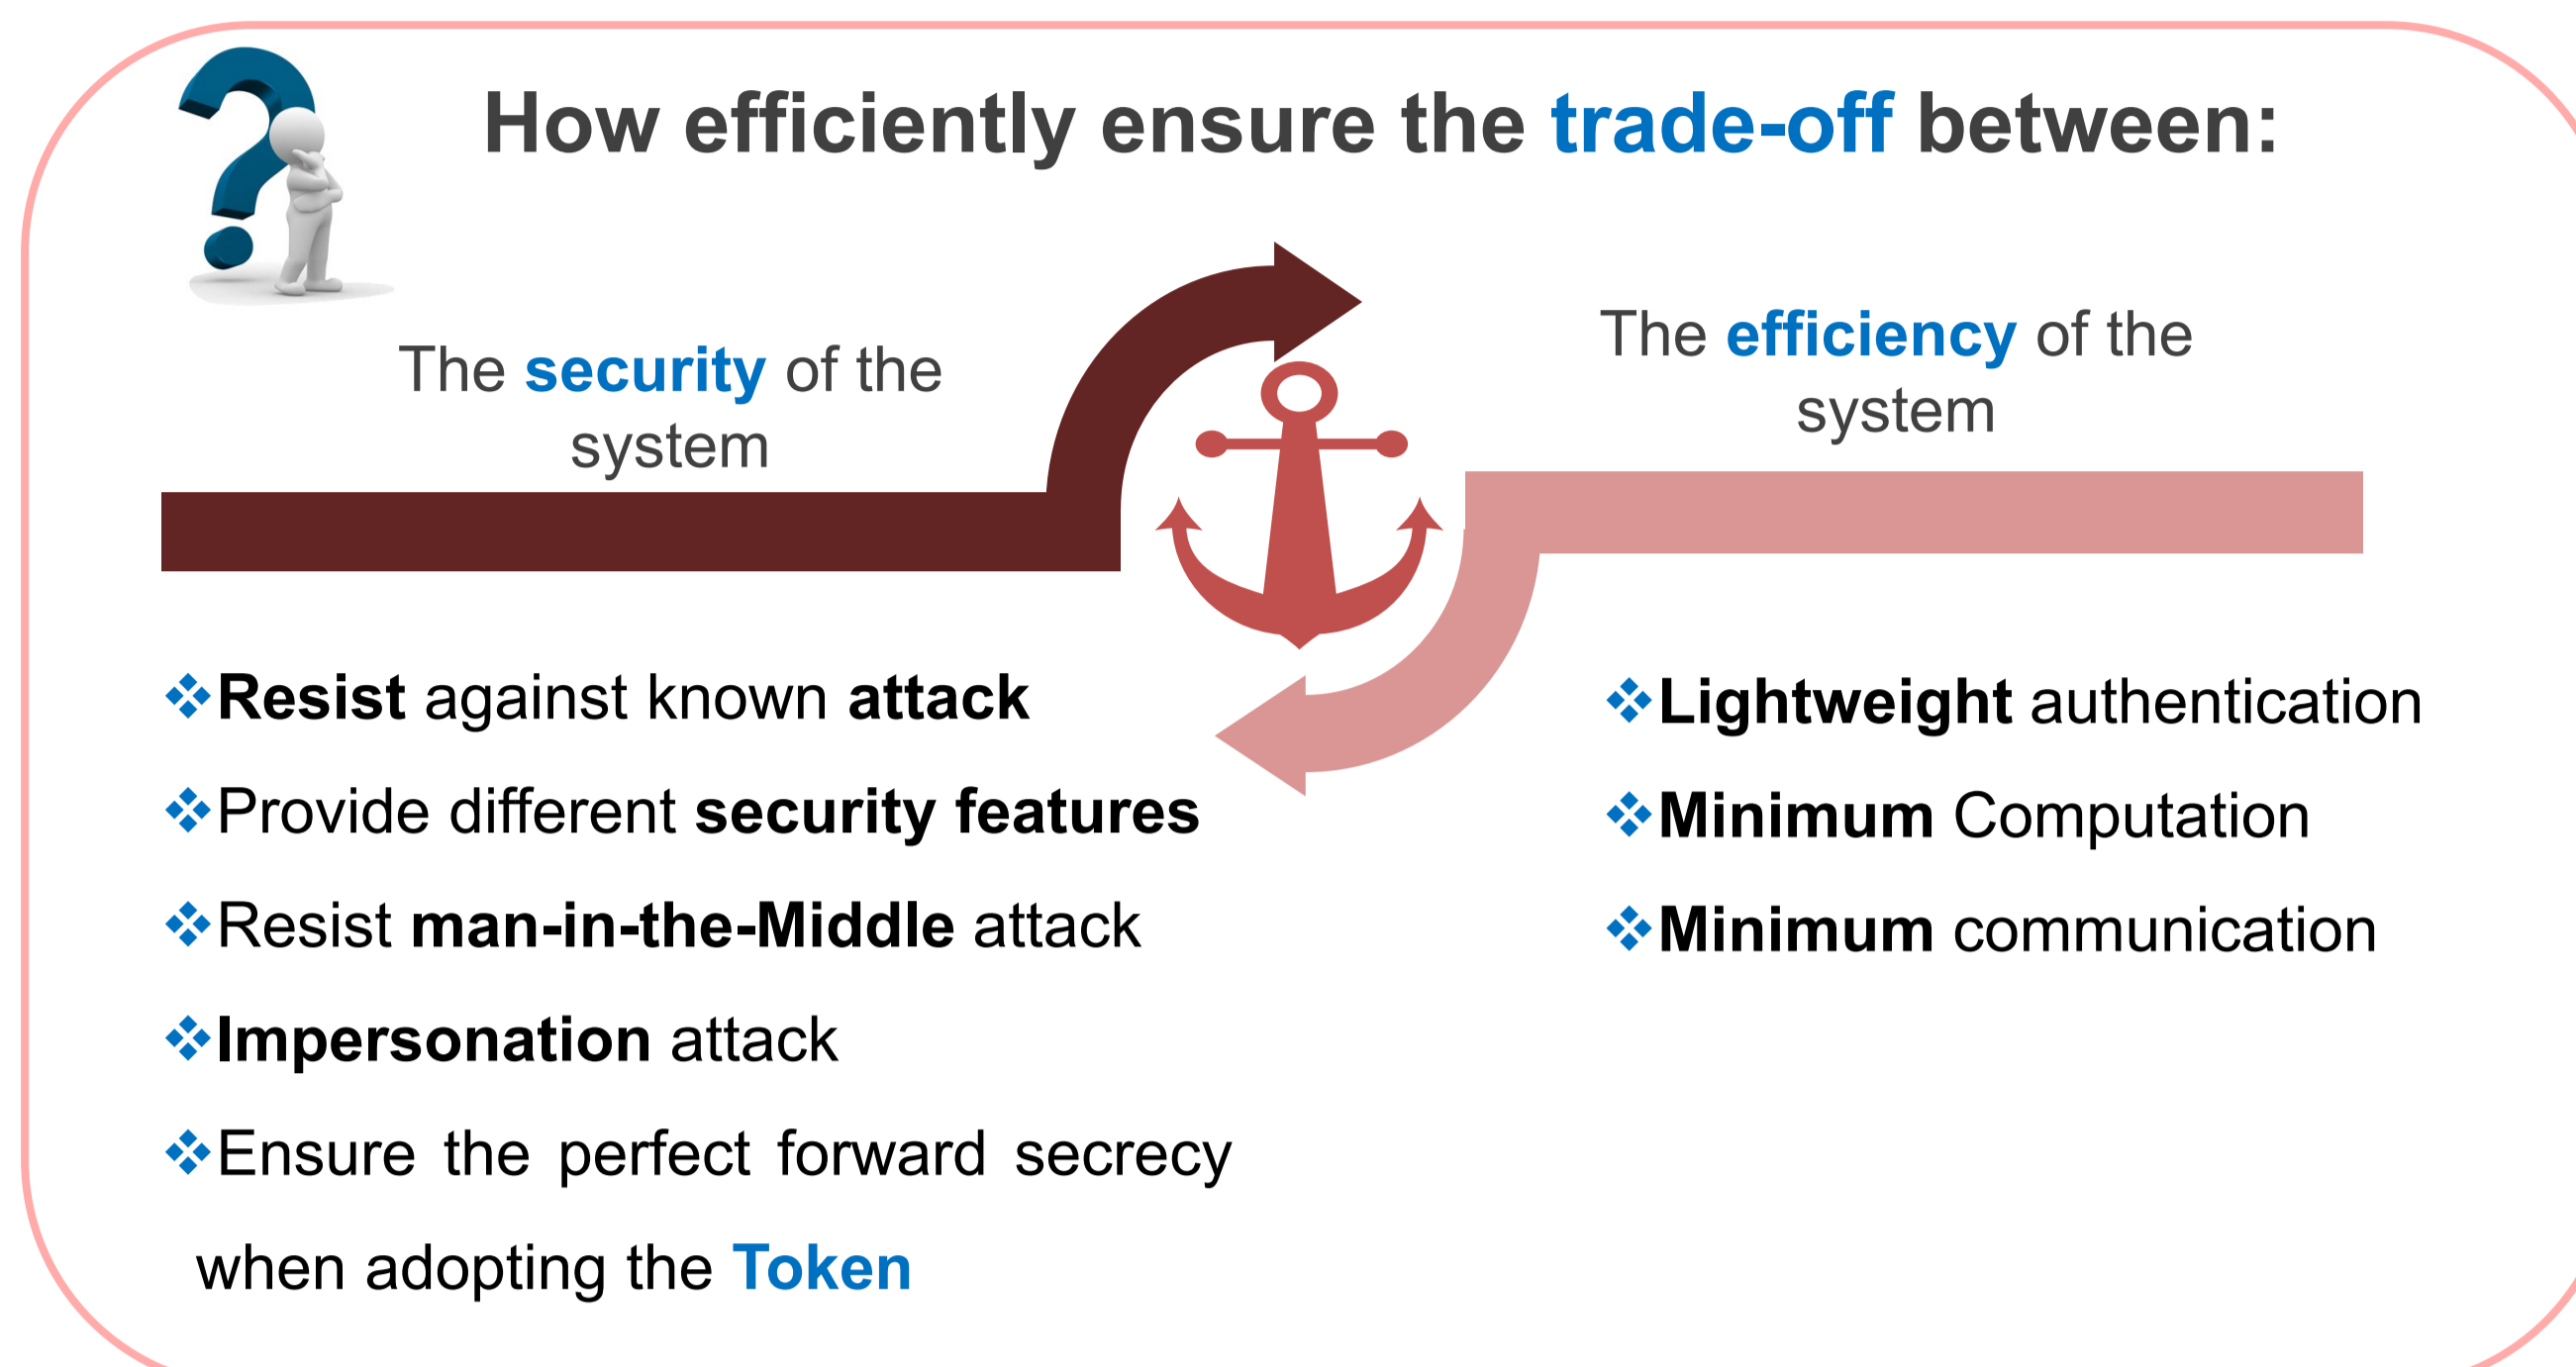 How efficiently ensure the trade-off between:
The security of the
system
❖Resist against known attack
❖Provide different security features
❖Resist man-in-the-Middle attack
❖Impersonation attack
❖Ensure the perfect forward secrecy
when adopting the Token
The efficiency of the
system
❖Lightweight authentication
❖Minimum Computation
❖Minimum communication